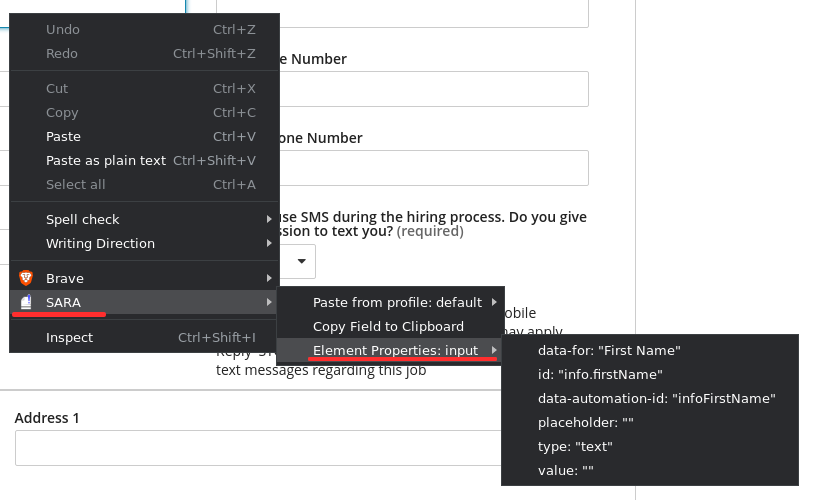 Undo Ctrl+Z
Redo Ctrl+Shift+Z
Cut Ctrl+X
Copy Ctrl+C
Paste Ctrl+V
Paste as plain text Ctrl+Shift+V
Select all Ctrl+A
Spell check
Writing Direction
Brave
SARA
Inspect Ctrl+Shift+I
Paste from profile: default
Copy Field to Clipboard
Element Properties: input
data-for: "First Name"
id: "info.firstName"
data-automation-id: "infoFirstName"
placeholder: ""
type: "text"
value: ""
e Number
one Number
use SMS during the hiring process. Do you give
ssion to text you? (required)
obile
may apply
text messages regarding this job
Address 1